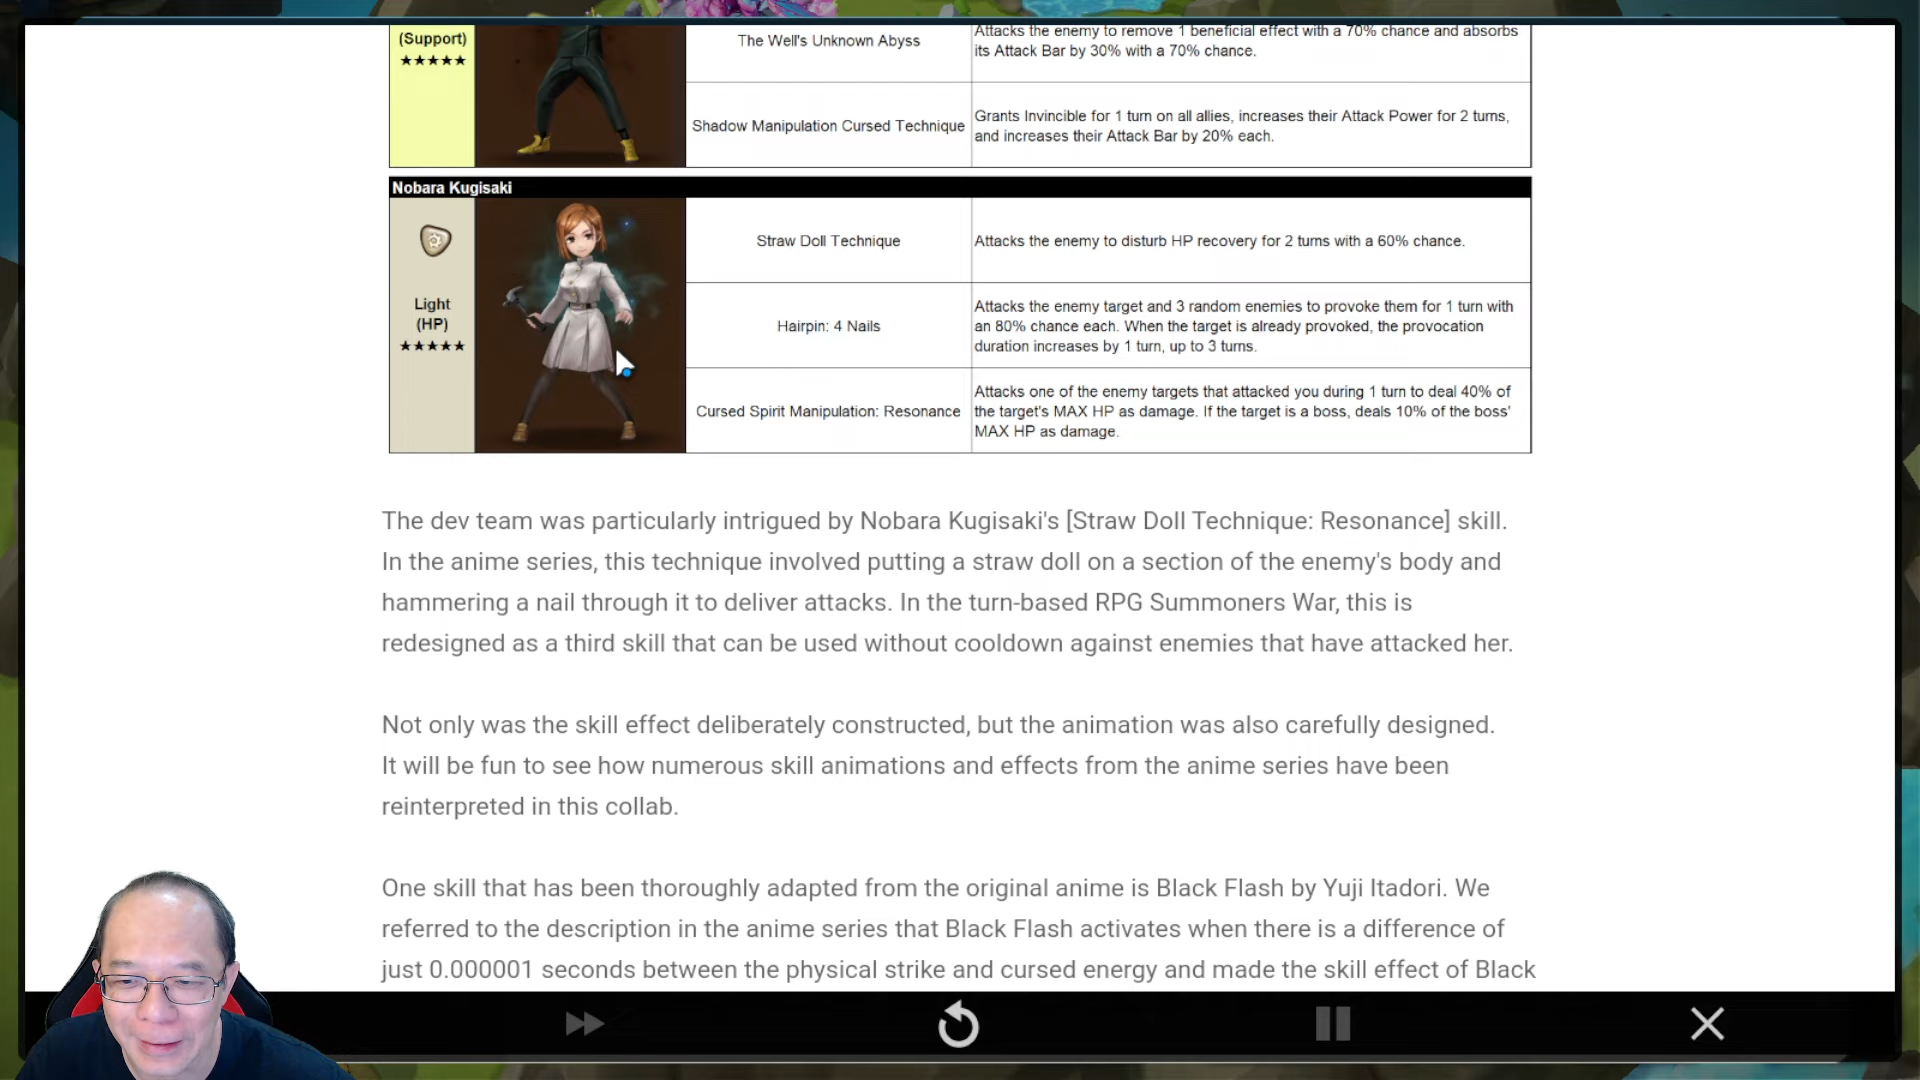 (Support)
★★★★★
The Well's Unknown Abyss
Attacks the enemy to remove 1 beneficial effect with a 70% chance and absorbs
its Attack Bar by 30% with a 70% chance.
Shadow Manipulation Cursed Technique
Grants Invincible for 1 turn on all allies, increases their Attack Power for 2 turns,
and increases their Attack Bar by 20% each.
Nobara Kugisaki
Light
(HP)
★★★★★
Straw Doll Technique
Attacks the enemy to disturb HP recovery for 2 turns with a 60% chance.
Hairpin: 4 Nails
Attacks the enemy target and 3 random enemies to provoke them for 1 turn with
an 80% chance each. When the target is already provoked, the provocation
duration increases by 1 turn, up to 3 turns.
Cursed Spirit Manipulation: Resonance
Attacks one of the enemy targets that attacked you during 1 turn to deal 40% of
the target's MAX HP as damage. If the target is a boss, deals 10% of the boss'
MAX HP as damage.
The dev team was particularly intrigued by Nobara Kugisaki's [Straw Doll Technique: Resonance] skill.
In the anime series, this technique involved putting a straw doll on a section of the enemy's body and
hammering a nail through it to deliver attacks. In the turn-based RPG Summoners War, this is
redesigned as a third skill that can be used without cooldown against enemies that have attacked her.
Not only was the skill effect deliberately constructed, but the animation was also carefully designed.
It will be fun to see how numerous skill animations and effects from the anime series have been
reinterpreted in this collab.
One skill that has been thoroughly adapted from the original anime is Black Flash by Yuji Itadori. We
referred to the description in the anime series that Black Flash activates when there is a difference of
just 0.000001 seconds between the physical strike and cursed energy and made the skill effect of Black